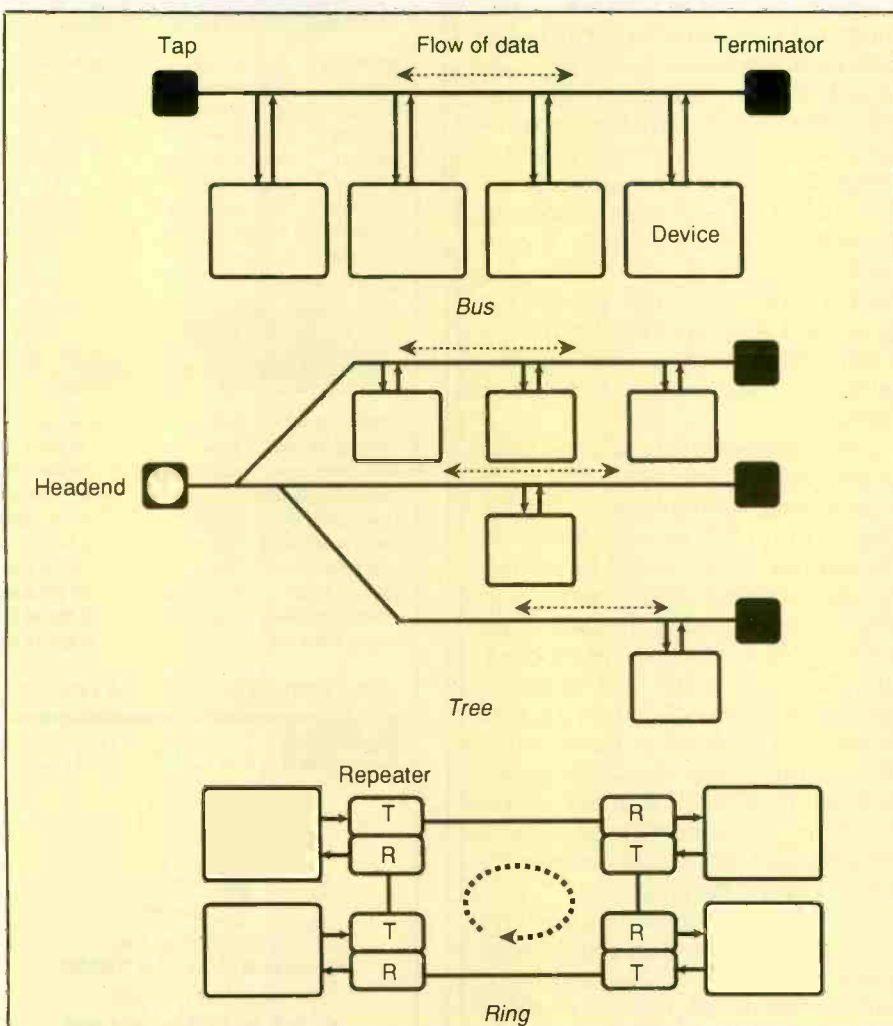 Tap Flow of data Terminator
Device
Bus
Headend
Tree
Repeater
T R
R T
T R
R T
Ring